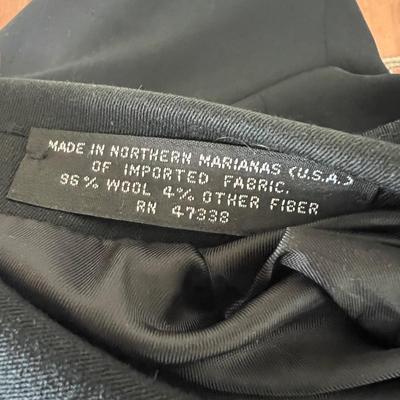 MADE IN NORTHERN MARIANAS (U.S.A.)
OF IMPORTED FABRIC.
96% WOOL 4% OTHER FIBER
RN 47338